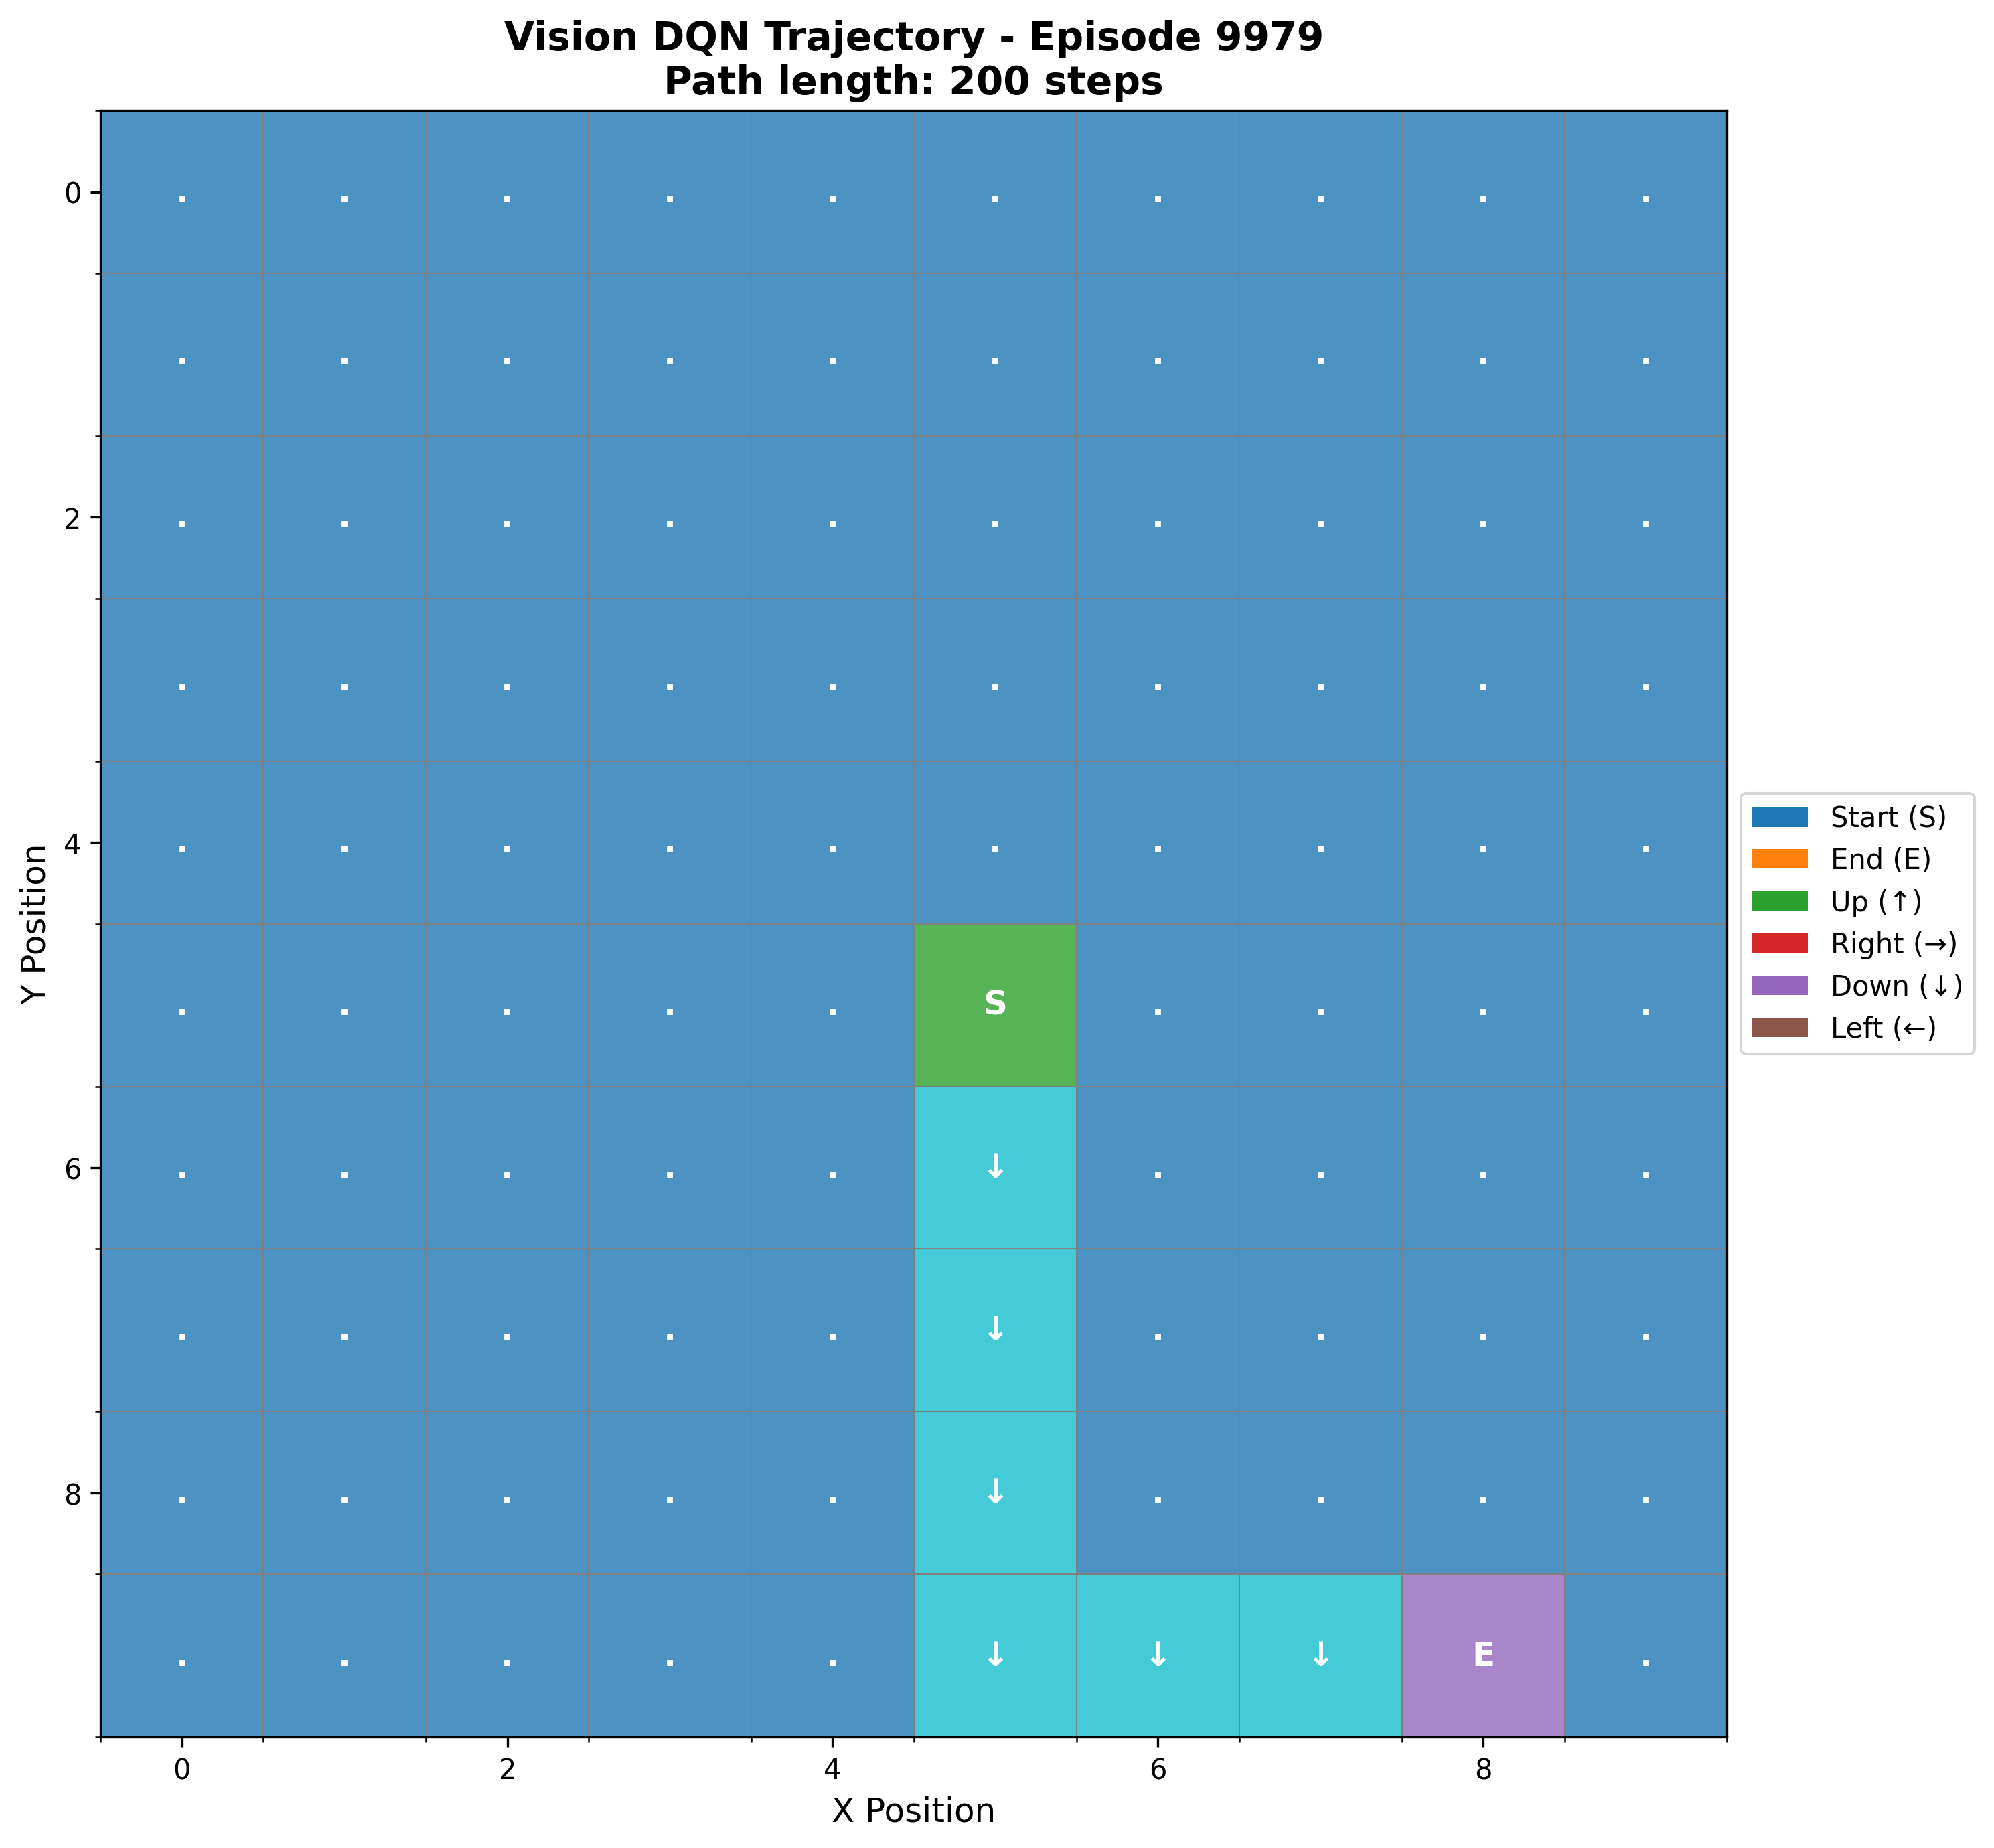 Vision DQN Trajectory - Episode 9979
Path length: 200 steps
0
. . . . . . . . . .
. . . . . . . . . .
2
. . . . . . . . . .
. . . . . . . . . .
4
. . . . . . . . . .
. . . . . S . . . .
6
. . . . . ↓ . . . .
. . . . . ↓ . . . .
8
. . . . . ↓ . . . .
. . . . . ↓ ↓ ↓ E .
0 2 4 6 8
X Position
Y Position
Start (S)
End (E)
Up (↑)
Right (→)
Down (↓)
Left (←)